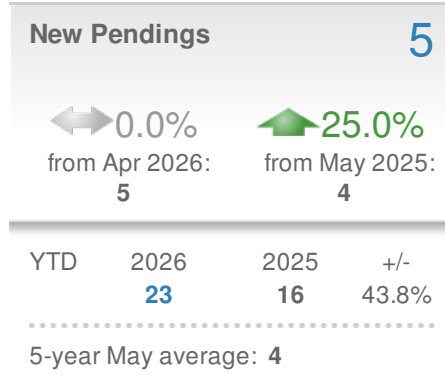 New Pendings 5
0.0% 25.0%
from Apr 2026: from May 2025:
5 4
YTD 2026 2025 +/-
23 16 43.8%
5-year May average: 4